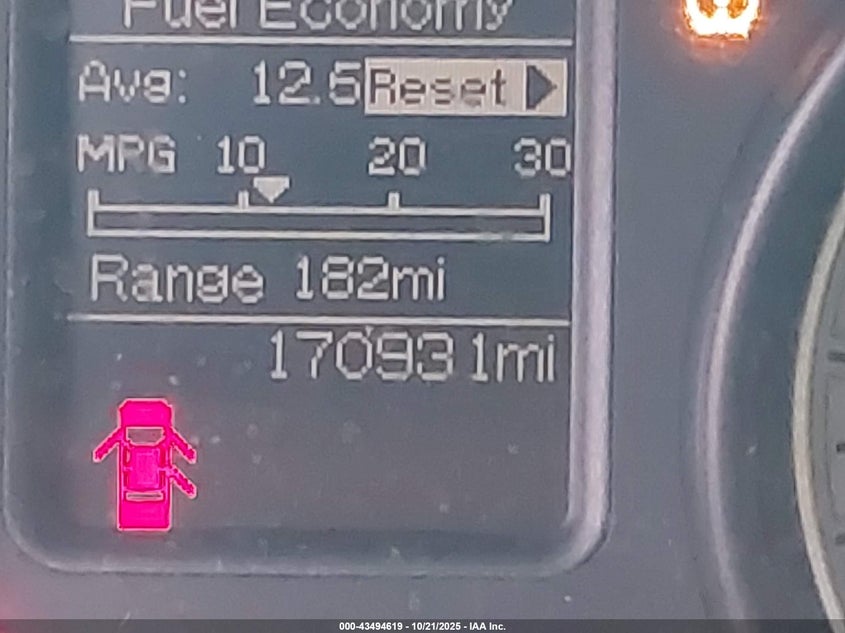 Fuel Economy
Avg: 12.6 Reset
MPG 10 20 30
Range 182mi
170931mi
000-43494619 - 10/21/2025 - IAA Inc.